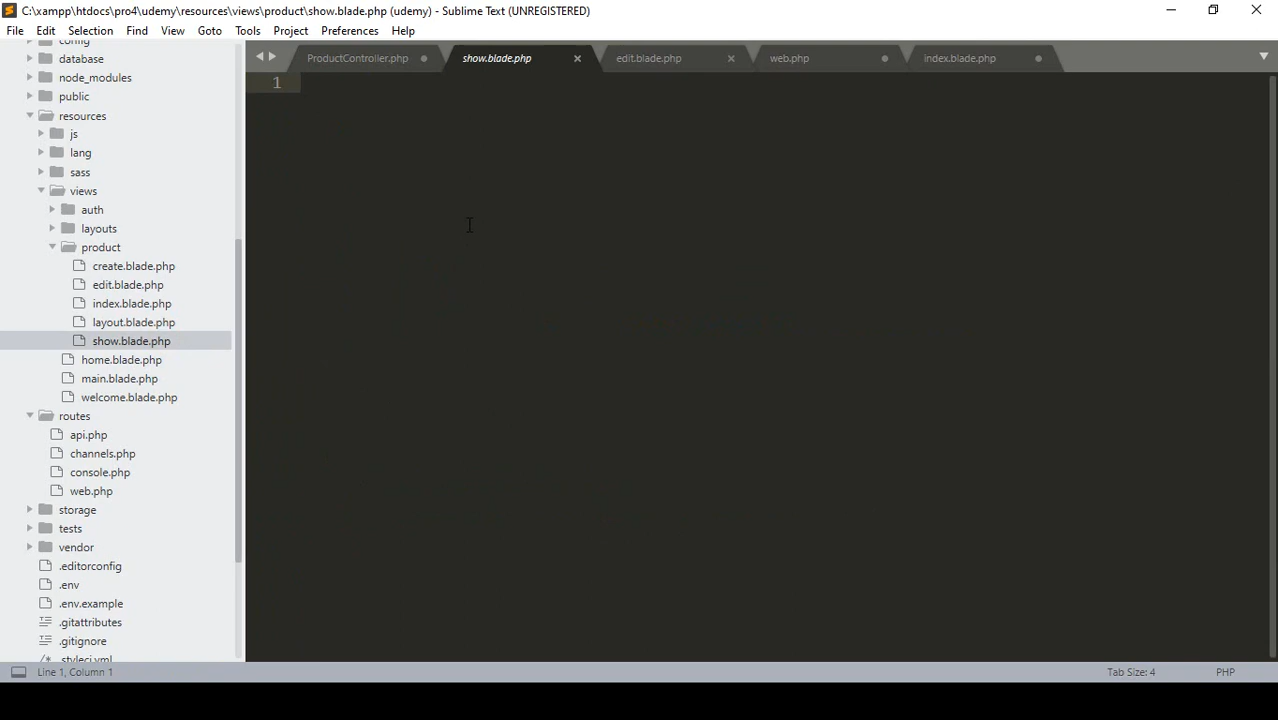 C:\xampp\htdocs\pro4\udemy\resources\views\product\show.blade.php (udemy) - Sublime Text (UNREGISTERED)
File Edit Selection Find View Goto Tools Project Preferences Help
ProductController.php show.blade.php edit.blade.php web.php index.blade.php
1
config
database
node_modules
public
resources
js
lang
sass
views
auth
layouts
product
create.blade.php
edit.blade.php
index.blade.php
layout.blade.php
show.blade.php
home.blade.php
main.blade.php
welcome.blade.php
routes
api.php
channels.php
console.php
web.php
storage
tests
vendor
.editorconfig
.env
.env.example
.gitattributes
.gitignore
/* .styleci.yml
Line 1, Column 1 Tab Size: 4 PHP